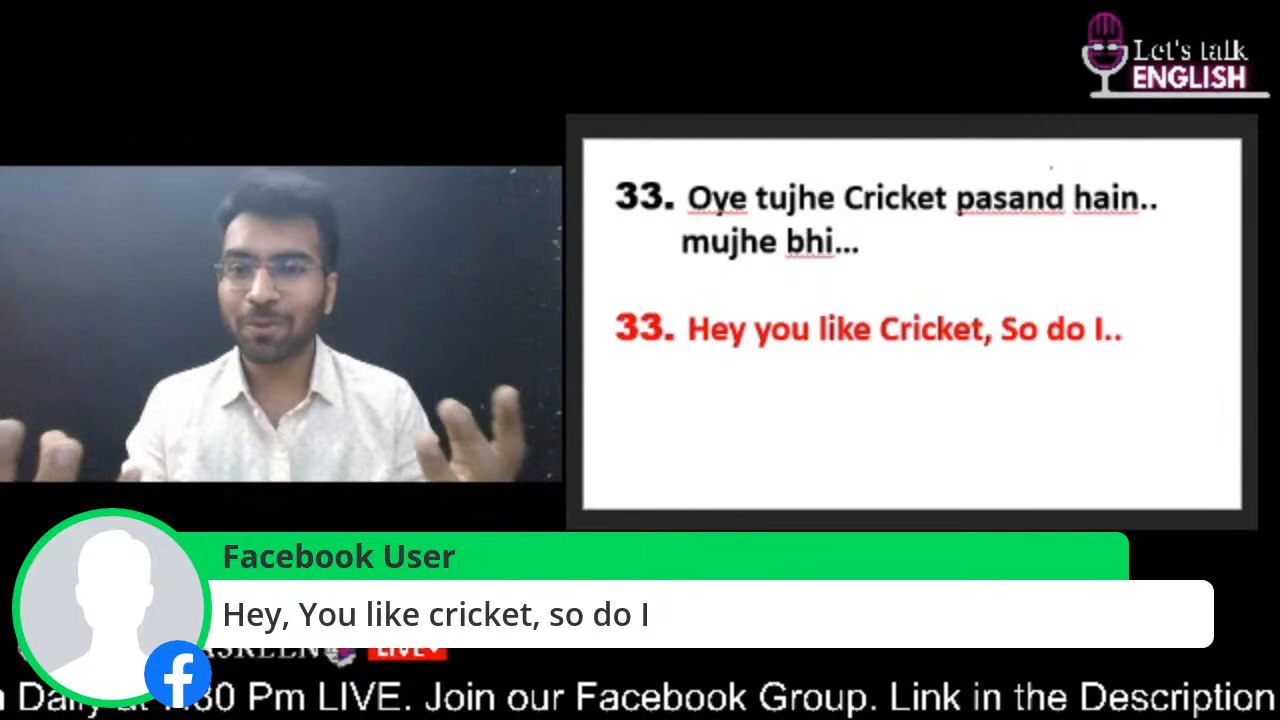 Let's talk
ENGLISH
33. Oye tujhe Cricket pasand hain..
mujhe bhi...
33. Hey you like Cricket, So do I..
Facebook User
Hey, You like cricket, so do I
LIVE
at 7:30 Pm LIVE. Join our Facebook Group. Link in the Description